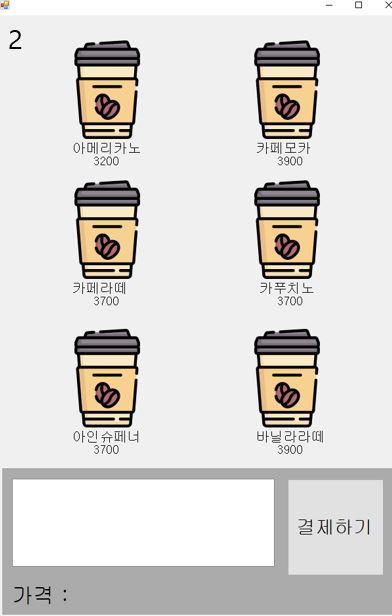 2
아메리카노
3200
카페모카
3900
카페라떼
3700
카푸치노
3700
아인슈페너
3700
바닐라라떼
3900
결제하기
가격 :